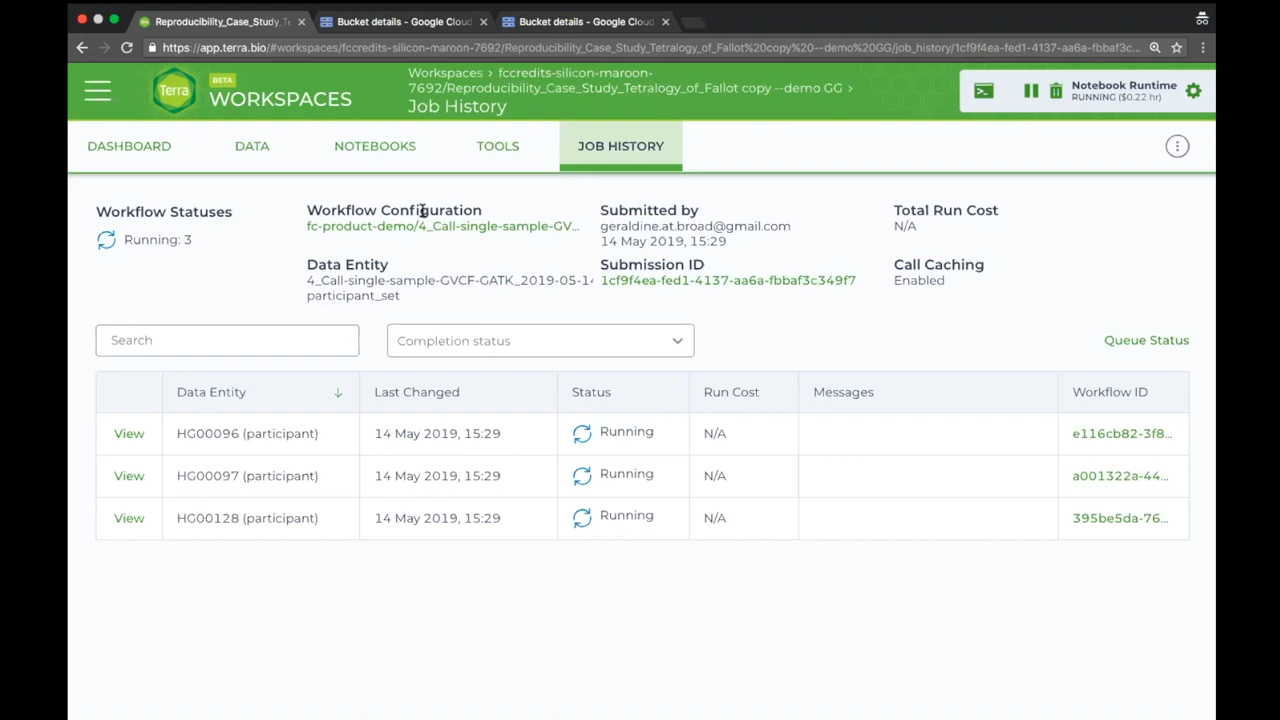 Reproducibility_Case_Study_Te
Bucket details - Google Cloud
Bucket details - Google Cloud
https://app.terra.bio/#workspaces/fccredits-silicon-maroon-7692/Reproducibility_Case_Study_Tetralogy_of_Fallot%20copy%20--demo%20GG/job_history/1cf9f4ea-fed1-4137-aa6a-fbbaf3c...
Terra
BETA
WORKSPACES
Workspaces › fccredits-silicon-maroon-
7692/Reproducibility_Case_Study_Tetralogy_of_Fallot copy --demo GG ›
Job History
Notebook Runtime
RUNNING ($0.22 hr)
DASHBOARD
DATA
NOTEBOOKS
TOOLS
JOB HISTORY
Workflow Statuses
Running: 3
Workflow Configuration
fc-product-demo/4_Call-single-sample-GV...
Data Entity
4_Call-single-sample-GVCF-GATK_2019-05-14
participant_set
Submitted by
geraldine.at.broad@gmail.com
14 May 2019, 15:29
Submission ID
1cf9f4ea-fed1-4137-aa6a-fbbaf3c349f7
Total Run Cost
N/A
Call Caching
Enabled
Search
Completion status
Queue Status
Data Entity ↓ Last Changed Status Run Cost Messages Workflow ID
View HG00096 (participant) 14 May 2019, 15:29 Running N/A e116cb82-3f8...
View HG00097 (participant) 14 May 2019, 15:29 Running N/A a001322a-44...
View HG00128 (participant) 14 May 2019, 15:29 Running N/A 395be5da-76...